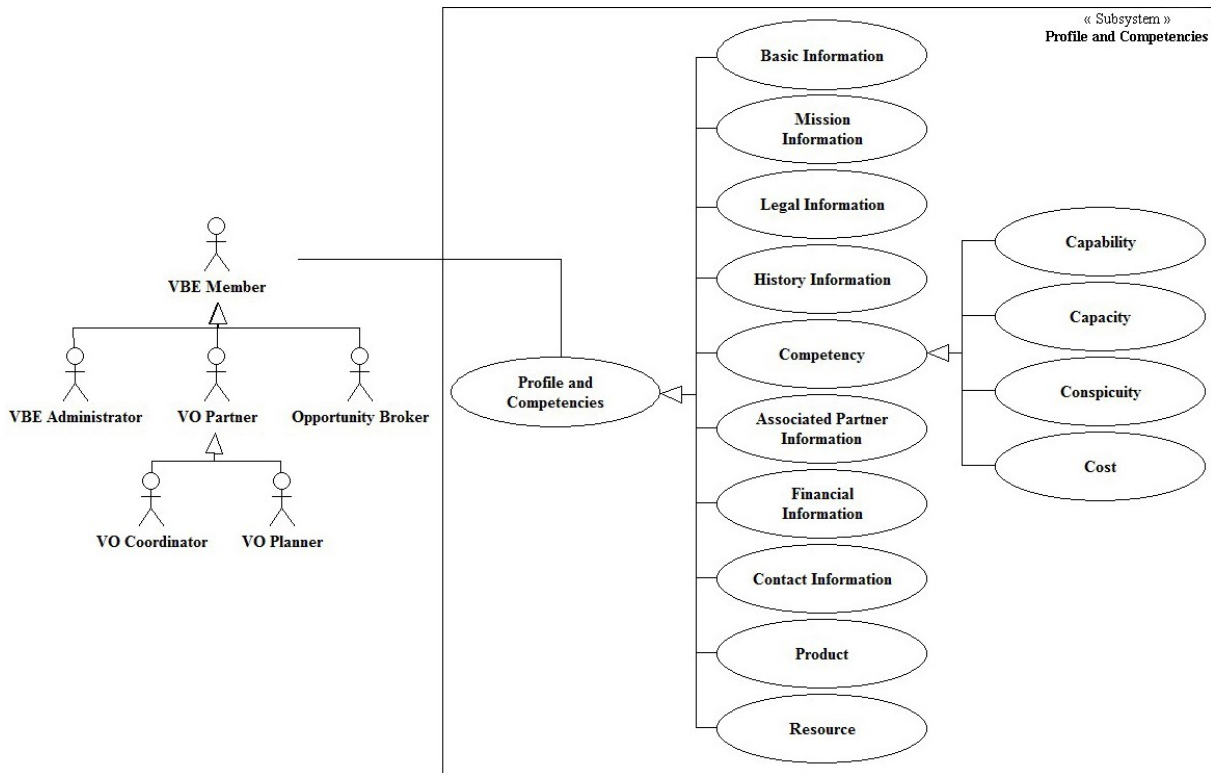 « Subsystem »
Profile and Competencies
Basic Information
Mission
Information
Legal Information
History Information
Competency
Associated Partner
Information
Financial
Information
Contact Information
Product
Resource
Capability
Capacity
Conspicuity
Cost
Profile and
Competencies
VBE Member
VBE Administrator
VO Partner
Opportunity Broker
VO Coordinator
VO Planner